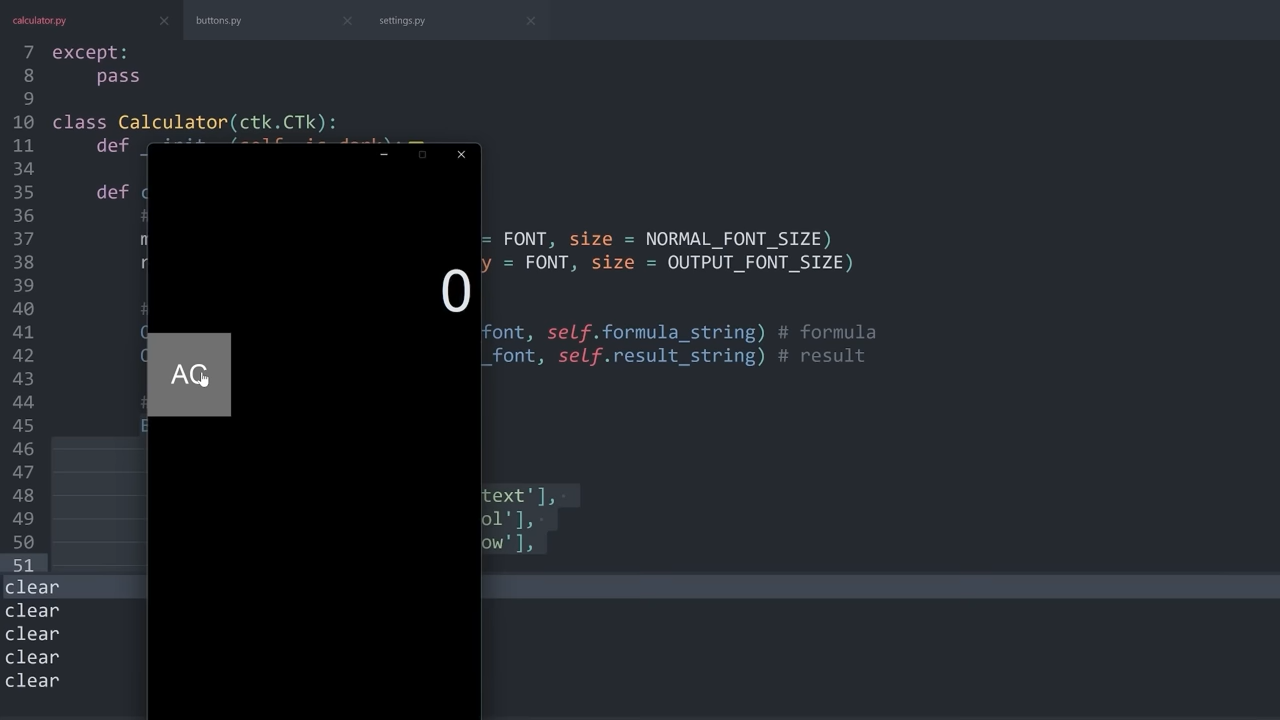 calculator.py buttons.py settings.py
7 except:
8 pass
9
10 class Calculator(ctk.CTk):
11 def __init__(self, is_dark):
34
35 def c
36 #
37 m = FONT, size = NORMAL_FONT_SIZE)
38 r y = FONT, size = OUTPUT_FONT_SIZE)
39
0
40 #
41 O font, self.formula_string) # formula
42 O _font, self.result_string) # result
AC
43
44 #
45 B
46
47
48 text'],
49 ol'],
50 ow'],
51
clear
clear
clear
clear
clear